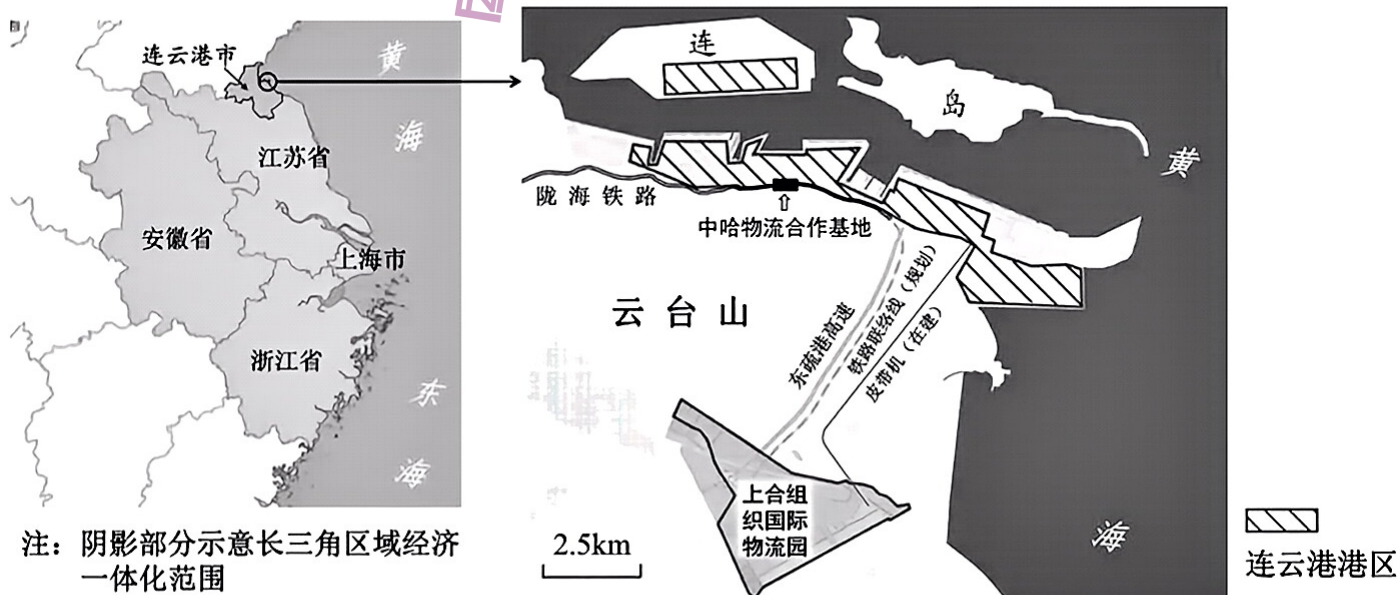 连云港市
黄
海
江苏省
安徽省
上海市
浙江省
东
海
注：阴影部分示意长三角区域经济
一体化范围
连
岛
黄
陇海铁路
中哈物流合作基地
云台山
东疏港高速
铁路联络线（规划）
皮带机（在建）
上合组
织国际
物流园
2.5km
海
连云港港区